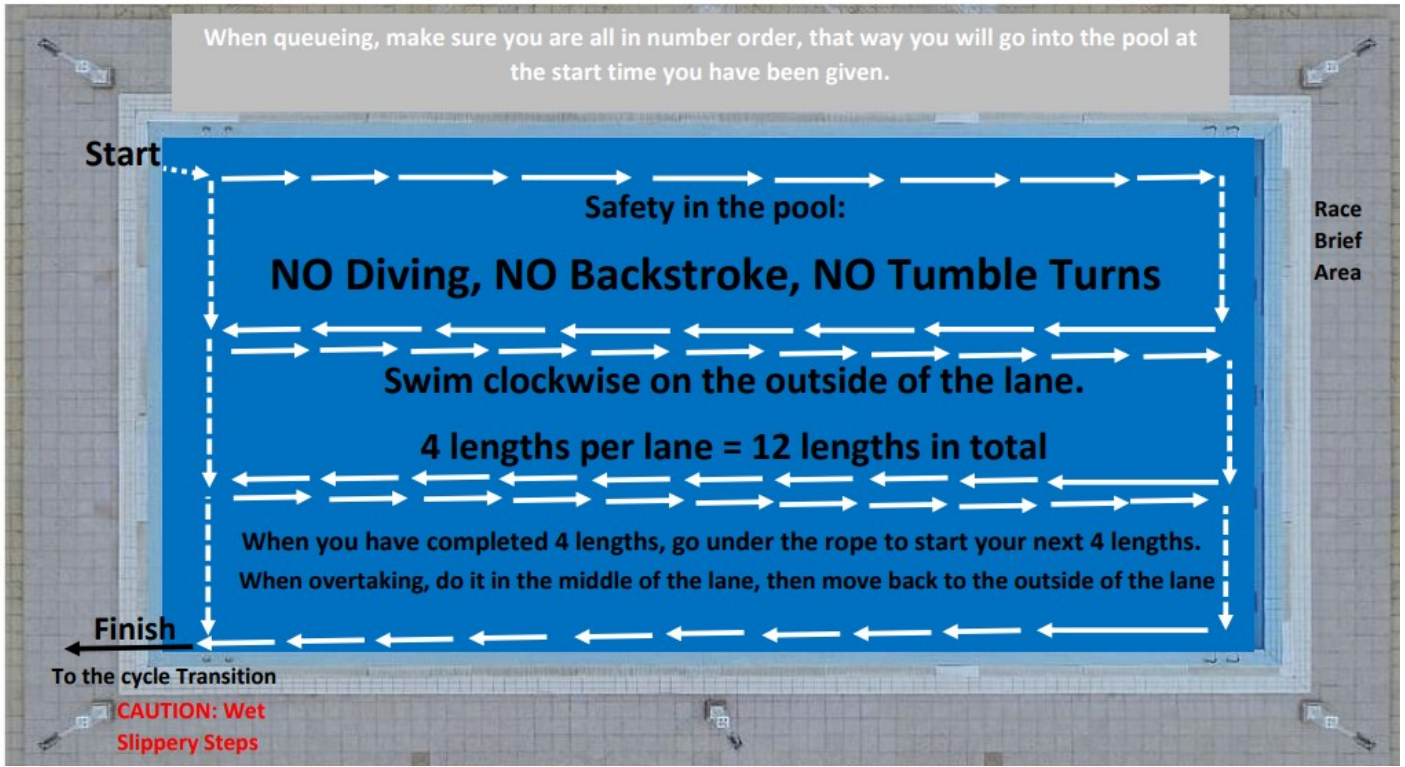 When queueing, make sure you are all in number order, that way you will go into the pool at
the start time you have been given.
Start
Safety in the pool:
Race
Brief
Area
NO Diving, NO Backstroke, NO Tumble Turns
Swim clockwise on the outside of the lane.
4 lengths per lane = 12 lengths in total
When you have completed 4 lengths, go under the rope to start your next 4 lengths.
When overtaking, do it in the middle of the lane, then move back to the outside of the lane
Finish
To the cycle Transition
CAUTION: Wet
Slippery Steps